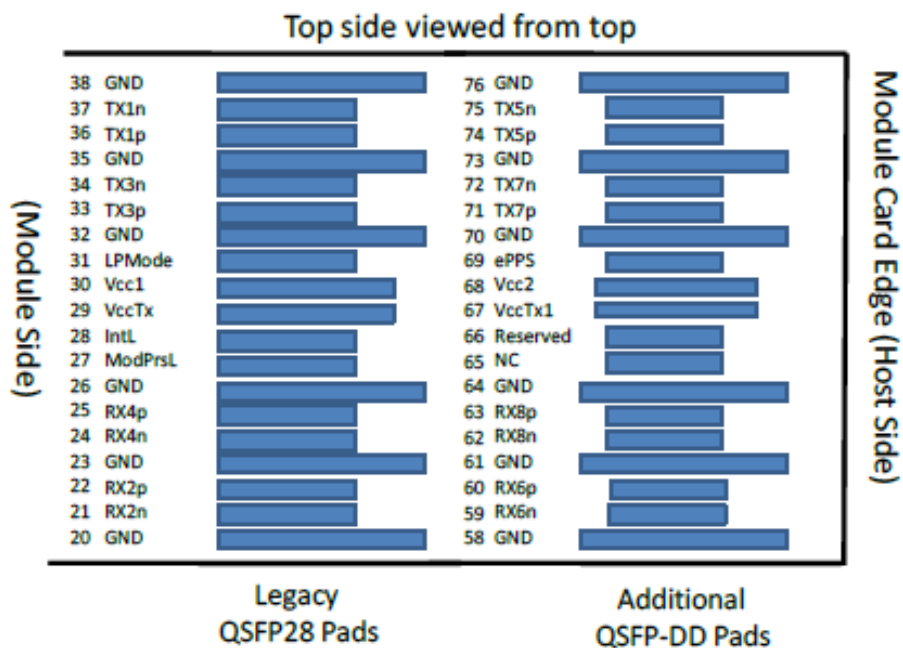 Top side viewed from top
(Module Side)
38 GND
37 TX1n
36 TX1p
35 GND
34 TX3n
33 TX3p
32 GND
31 LPMode
30 Vcc1
29 VccTx
28 IntL
27 ModPrsL
26 GND
25 RX4p
24 RX4n
23 GND
22 RX2p
21 RX2n
20 GND
Legacy
QSFP28 Pads
76 GND
75 TX5n
74 TX5p
73 GND
72 TX7n
71 TX7p
70 GND
69 ePPS
68 Vcc2
67 VccTx1
66 Reserved
65 NC
64 GND
63 RX8p
62 RX8n
61 GND
60 RX6p
59 RX6n
58 GND
Additional
QSFP-DD Pads
Module Card Edge (Host Side)